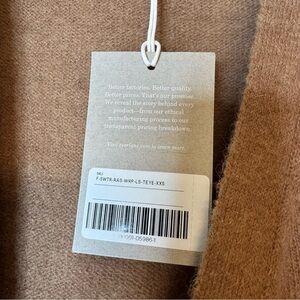 Better factories. Better quality.
Better prices. That's our promise.
We reveal the story behind every
product—from our ethical
manufacturing process to our
transparent pricing breakdown.
Visit everlane.com to learn more.
SKU
F-SWTR-RAS-WRP-LS-TEYE-XXS
05986-1